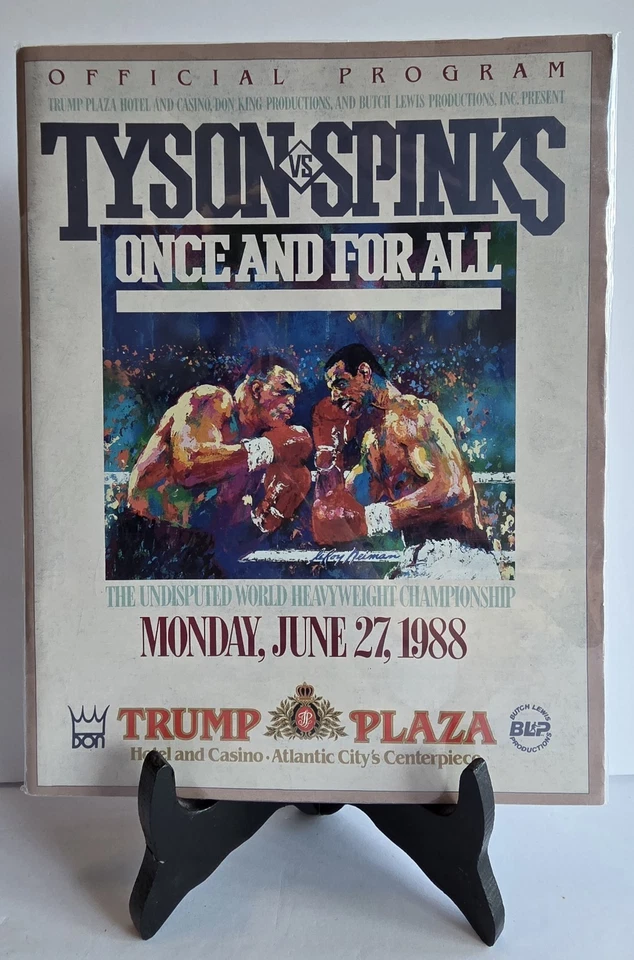 OFFICIAL PROGRAM
TRUMP PLAZA HOTEL AND CASINO, DON KING PRODUCTIONS, AND BUTCH LEWIS PRODUCTIONS, INC. PRESENT
TYSON VS SPINKS
ONCE AND FOR ALL
LeRoy Neiman
THE UNDISPUTED WORLD HEAVYWEIGHT CHAMPIONSHIP
MONDAY, JUNE 27, 1988
DON
TRUMP TP PLAZA
Hotel and Casino · Atlantic City's Centerpiece
BUTCH LEWIS
BLP
PRODUCTIONS